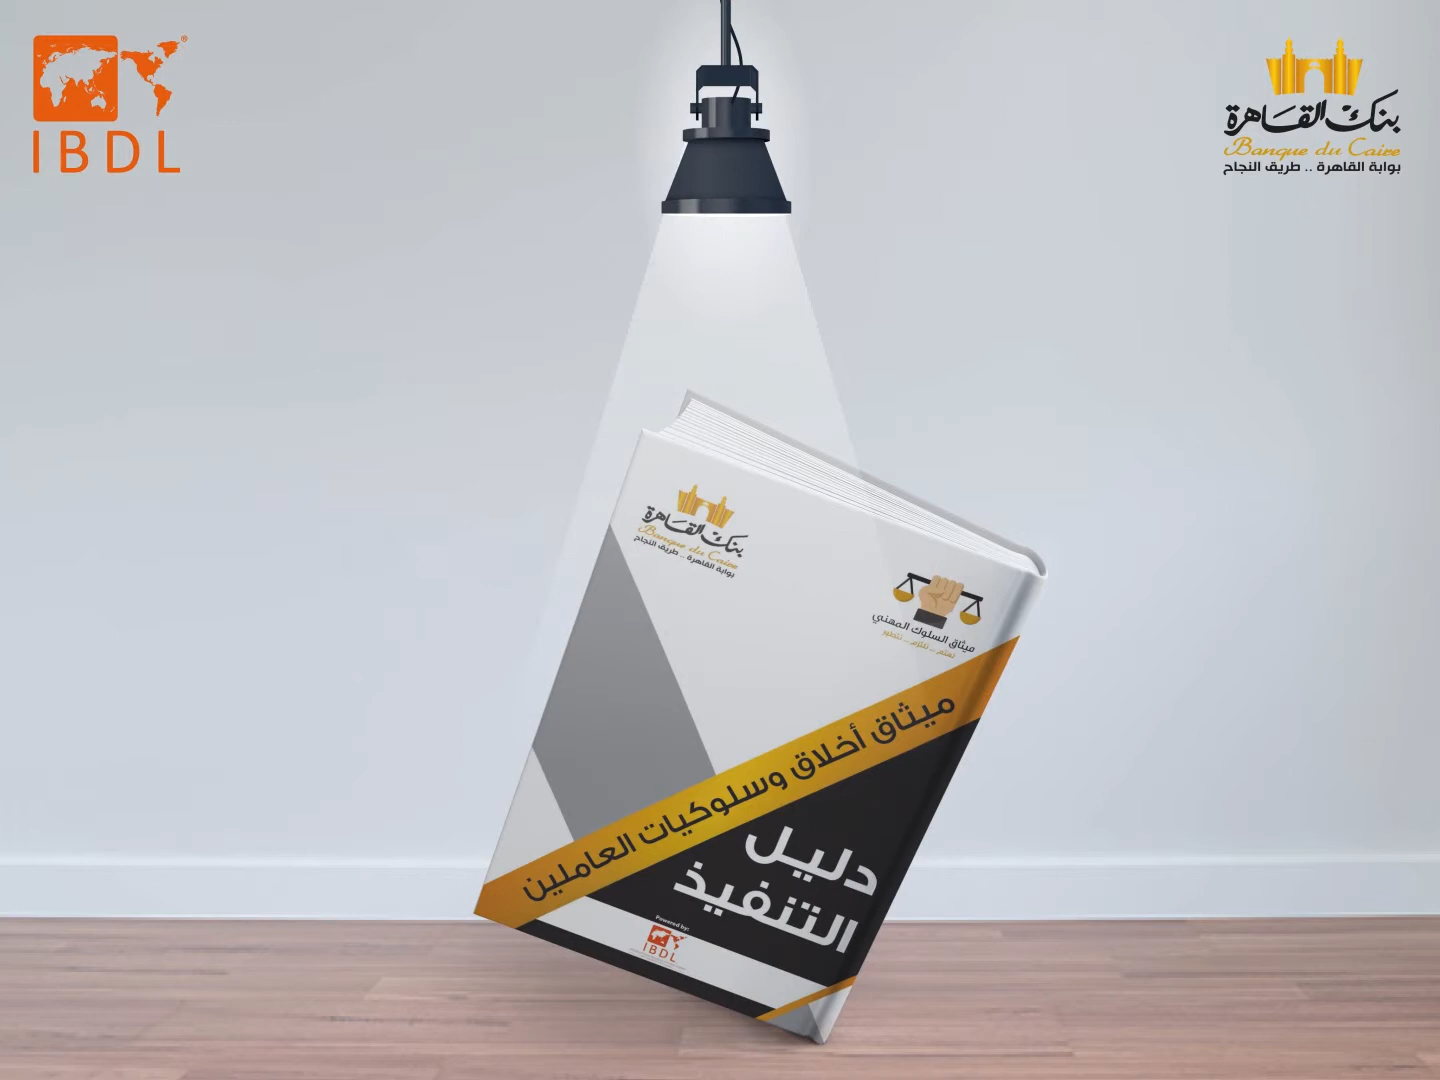 IBDL
بنك القاهرة
Banque du Caire
بوابة القاهرة .. طريق النجاح
بنك القاهرة
Banque du Caire
بوابة القاهرة .. طريق النجاح
ميثاق السلوك المهني
ميثاق أخلاق وسلوكيات العاملين
دليل
التنفيذ
Powered by:
IBDL